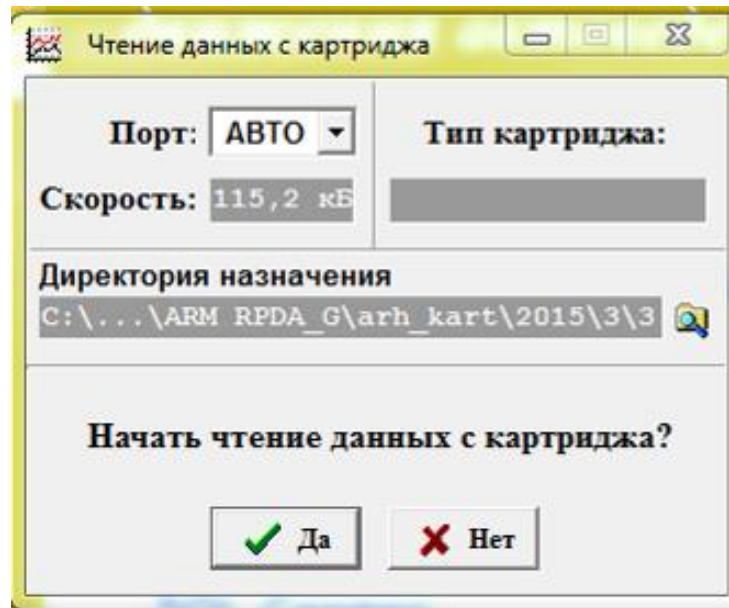 Чтение данных с картриджа
Порт: АВТО
Тип картриджа:
Скорость: 115,2 кБ
Директория назначения
C:\...\ARM RPDA_G\arh_kart\2015\3\3
Начать чтение данных с картриджа?
Да Нет